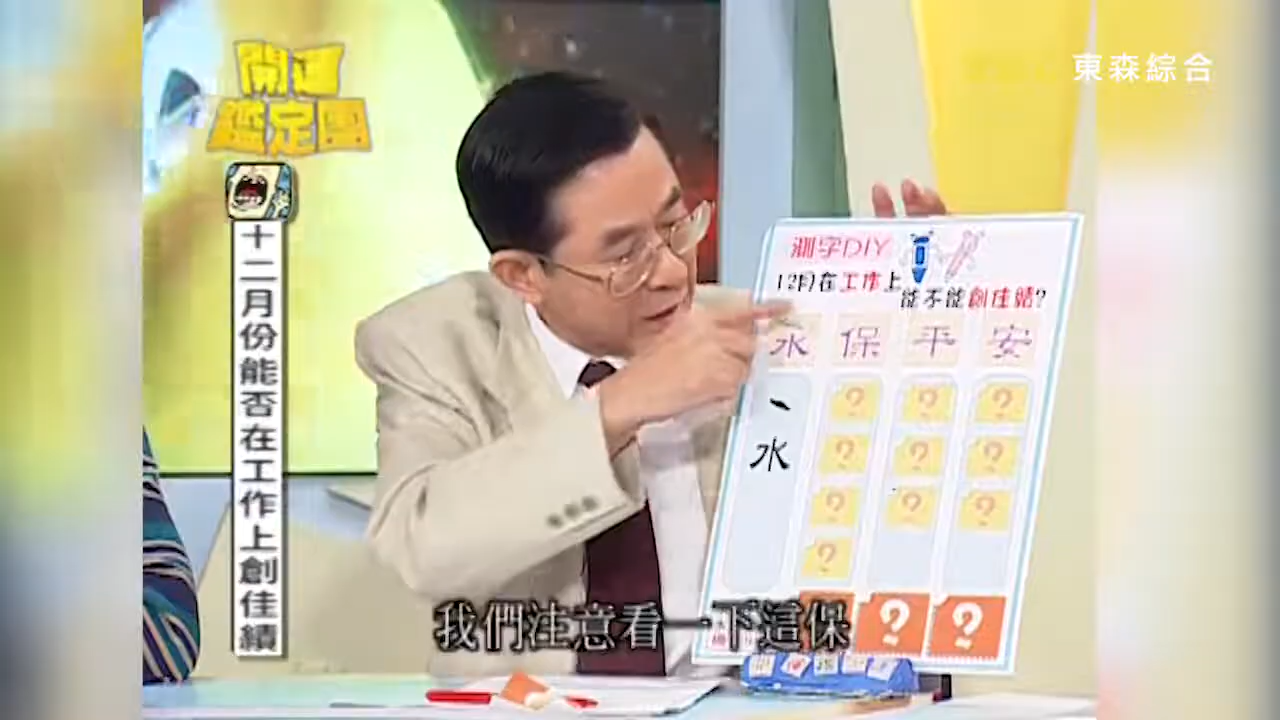 東森綜合
開運
鑑定團
十二月份能否在工作上創佳績
測字DIY
12月在工作上
能不能創佳績?
永 保 平 安
? ? ?
丶
水
? ? ?
? ? ?
?
? ?
我們注意看一下這保